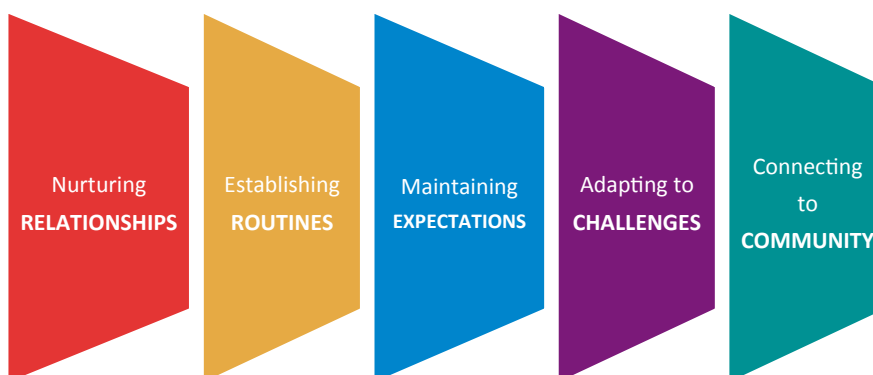 Nurturing
RELATIONSHIPS
Establishing
ROUTINES
Maintaining
EXPECTATIONS
Adapting to
CHALLENGES
Connecting
to
COMMUNITY